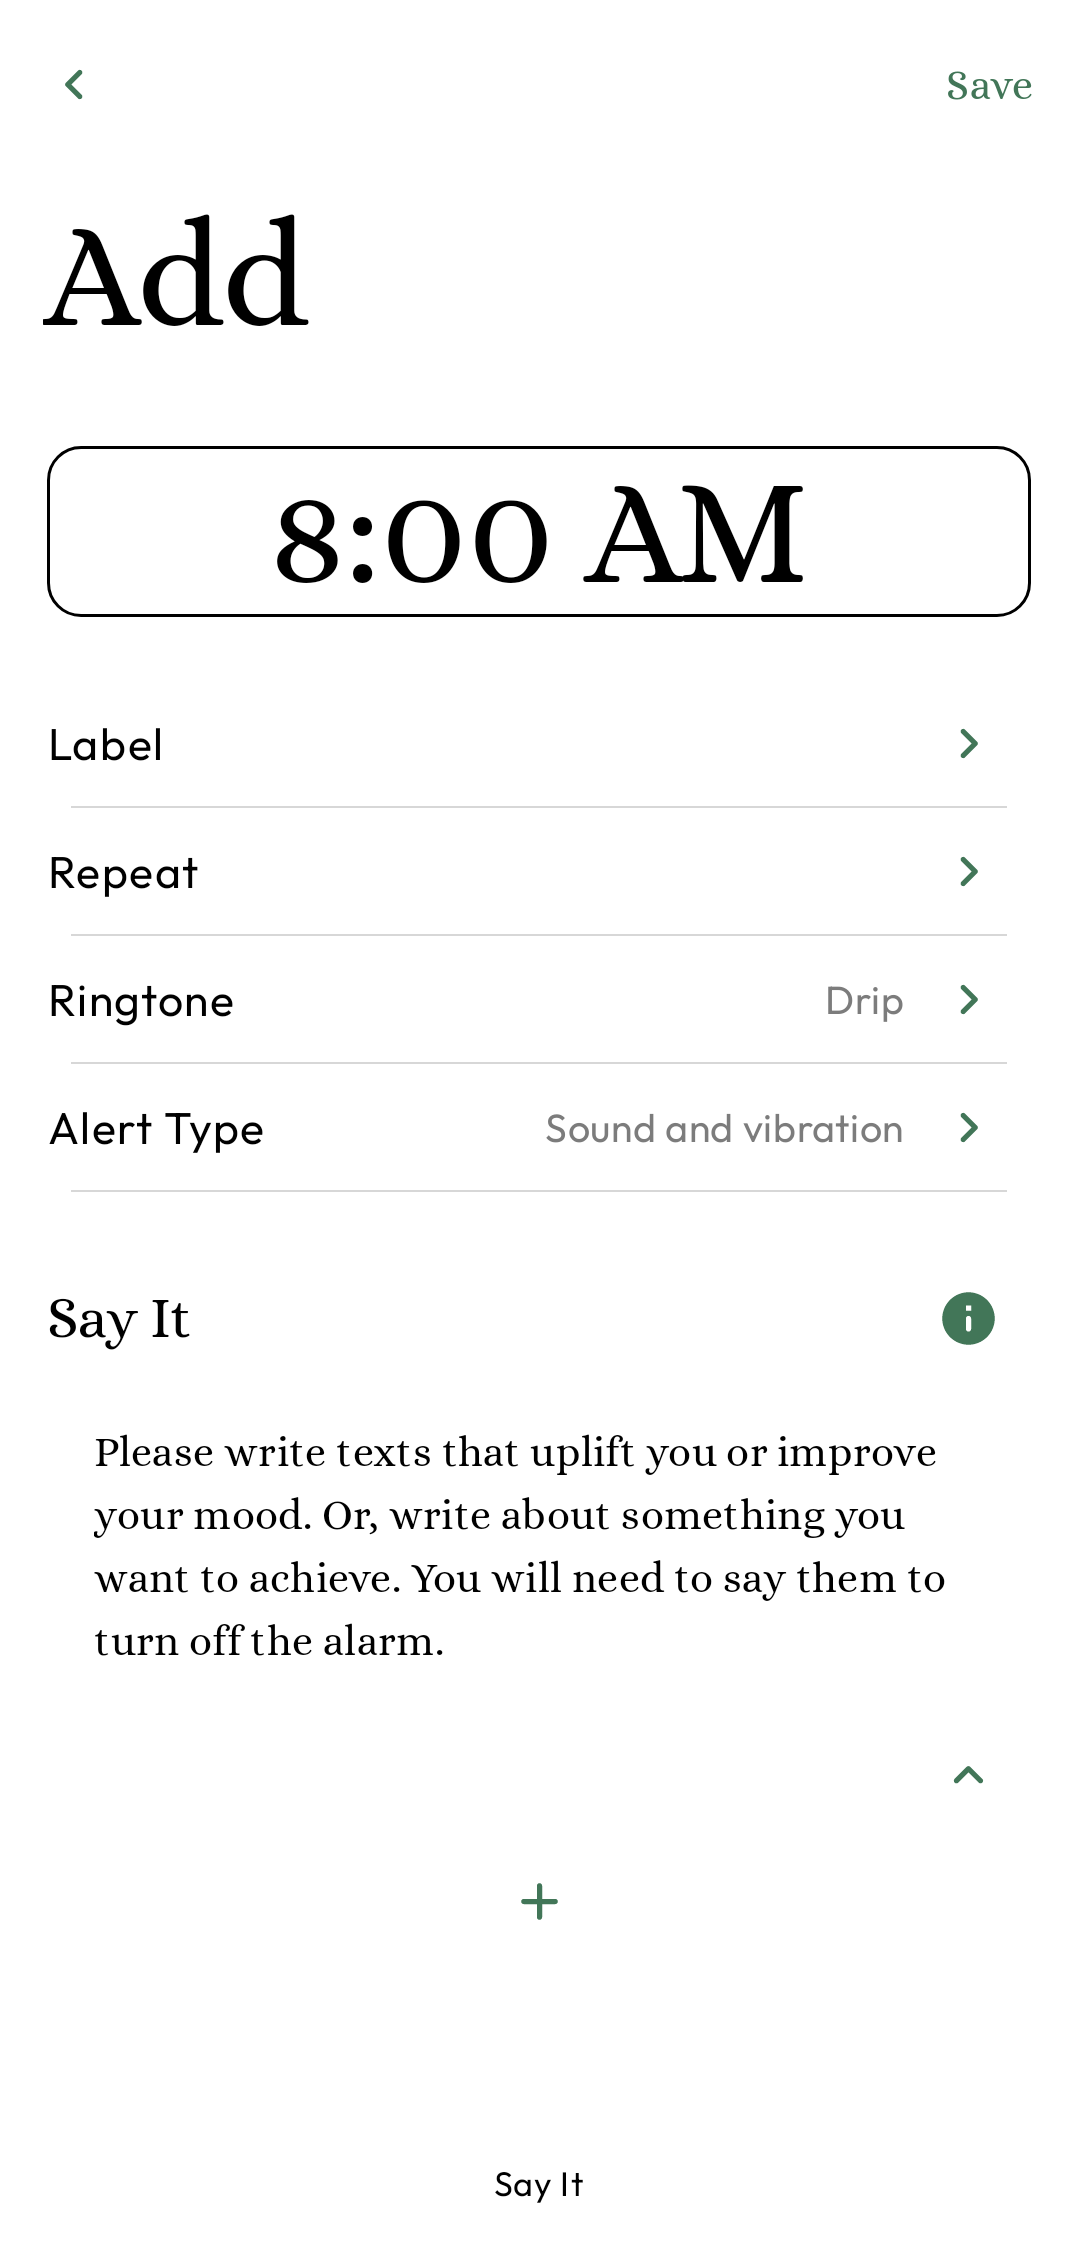 Save
Add
8:00 AM
Label
Repeat
Ringtone Drip
Alert Type Sound and vibration
Say It
Please write texts that uplift you or improve
your mood. Or, write about something you
want to achieve. You will need to say them to
turn off the alarm.
Say It